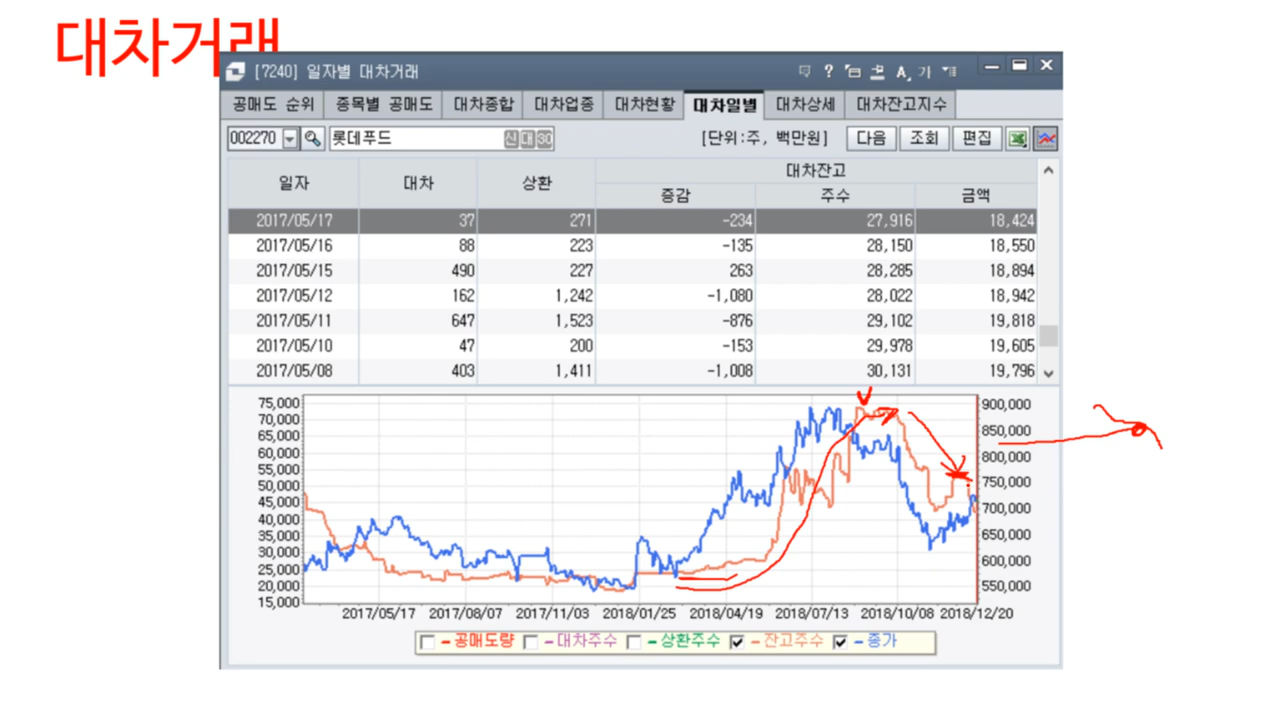 대차거래
[7240] 일자별 대차거래
? A, 가
공매도 순위 종목별 공매도 대차종합 대차업종 대차현황 대차일별 대차상세 대차잔고지수
002270 롯데푸드 신 대 30 [단위:주, 백만원] 다음 조회 편집
일자 대차 상환 대차잔고
증감 주수 금액
2017/05/17 37 271 -234 27,916 18,424
2017/05/16 88 223 -135 28,150 18,550
2017/05/15 490 227 263 28,285 18,894
2017/05/12 162 1,242 -1,080 28,022 18,942
2017/05/11 647 1,523 -876 29,102 19,818
2017/05/10 47 200 -153 29,978 19,605
2017/05/08 403 1,411 -1,008 30,131 19,796
75,000 900,000
70,000
65,000 850,000
60,000
55,000 800,000
50,000 750,000
45,000
40,000 700,000
35,000 650,000
30,000
25,000 600,000
20,000 550,000
15,000
2017/05/17 2017/08/07 2017/11/03 2018/01/25 2018/04/19 2018/07/13 2018/10/08 2018/12/20
공매도량 대차주수 상환주수 잔고주수 종가